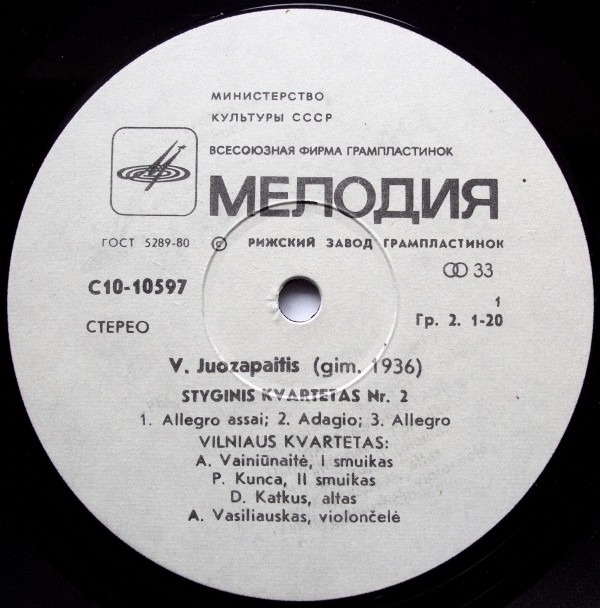 МИНИСТЕРСТВО
КУЛЬТУРЫ СССР
ВСЕСОЮЗНАЯ ФИРМА ГРАМПЛАСТИНОК
МЕЛОДИЯ
ГОСТ 5289-80 Ⓟ РИЖСКИЙ ЗАВОД ГРАМПЛАСТИНОК
С10-10597
33
СТЕРЕО
1
Гр. 2. 1-20
V. Juozapaitis (gim. 1936)
STYGINIS KVARTETAS Nr. 2
1. Allegro assai; 2. Adagio; 3. Allegro
VILNIAUS KVARTETAS:
A. Vainiūnaitė, I smuikas
P. Kunca, II smuikas
D. Katkus, altas
A. Vasiliauskas, violončelė